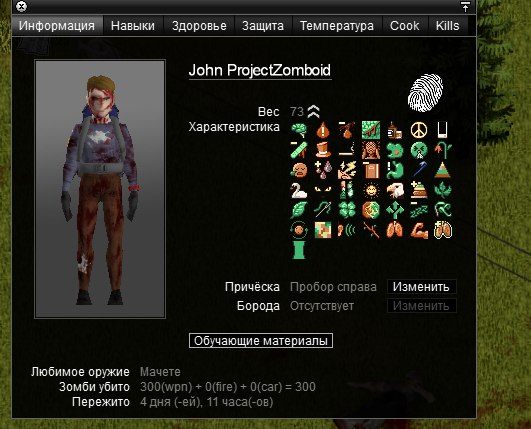 Информация Навыки Здоровье Защита Температура Cook Kills
John ProjectZomboid
Вес 73
Характеристика
Причёска Пробор справа Изменить
Борода Отсутствует Изменить
Обучающие материалы
Любимое оружие Мачете
Зомби убито 300(wpn) + 0(fire) + 0(car) = 300
Пережито 4 дня (-ей), 11 часа(-ов)